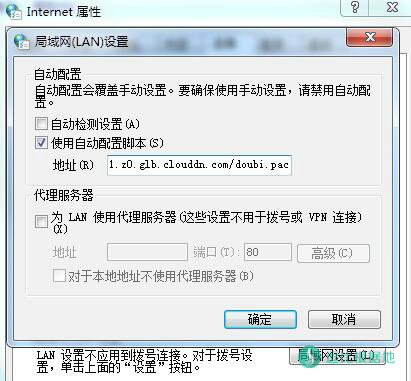 Internet 属性
局域网(LAN)设置
自动配置
自动配置会覆盖手动设置。要确保使用手动设置，请禁用自动配
置。
自动检测设置(A)
使用自动配置脚本(S)
地址(R) 1.z0.glb.clouddn.com/doubi.pac
代理服务器
为 LAN 使用代理服务器(这些设置不用于拨号或 VPN 连接)
(X)
地址 端口(T): 80 高级(C)
对于本地地址不使用代理服务器(B)
确定 取消
LAN 设置不应用到拨号连接。对于拨号设 局域网设置(L)
置，单击上面的“设置”按钮。